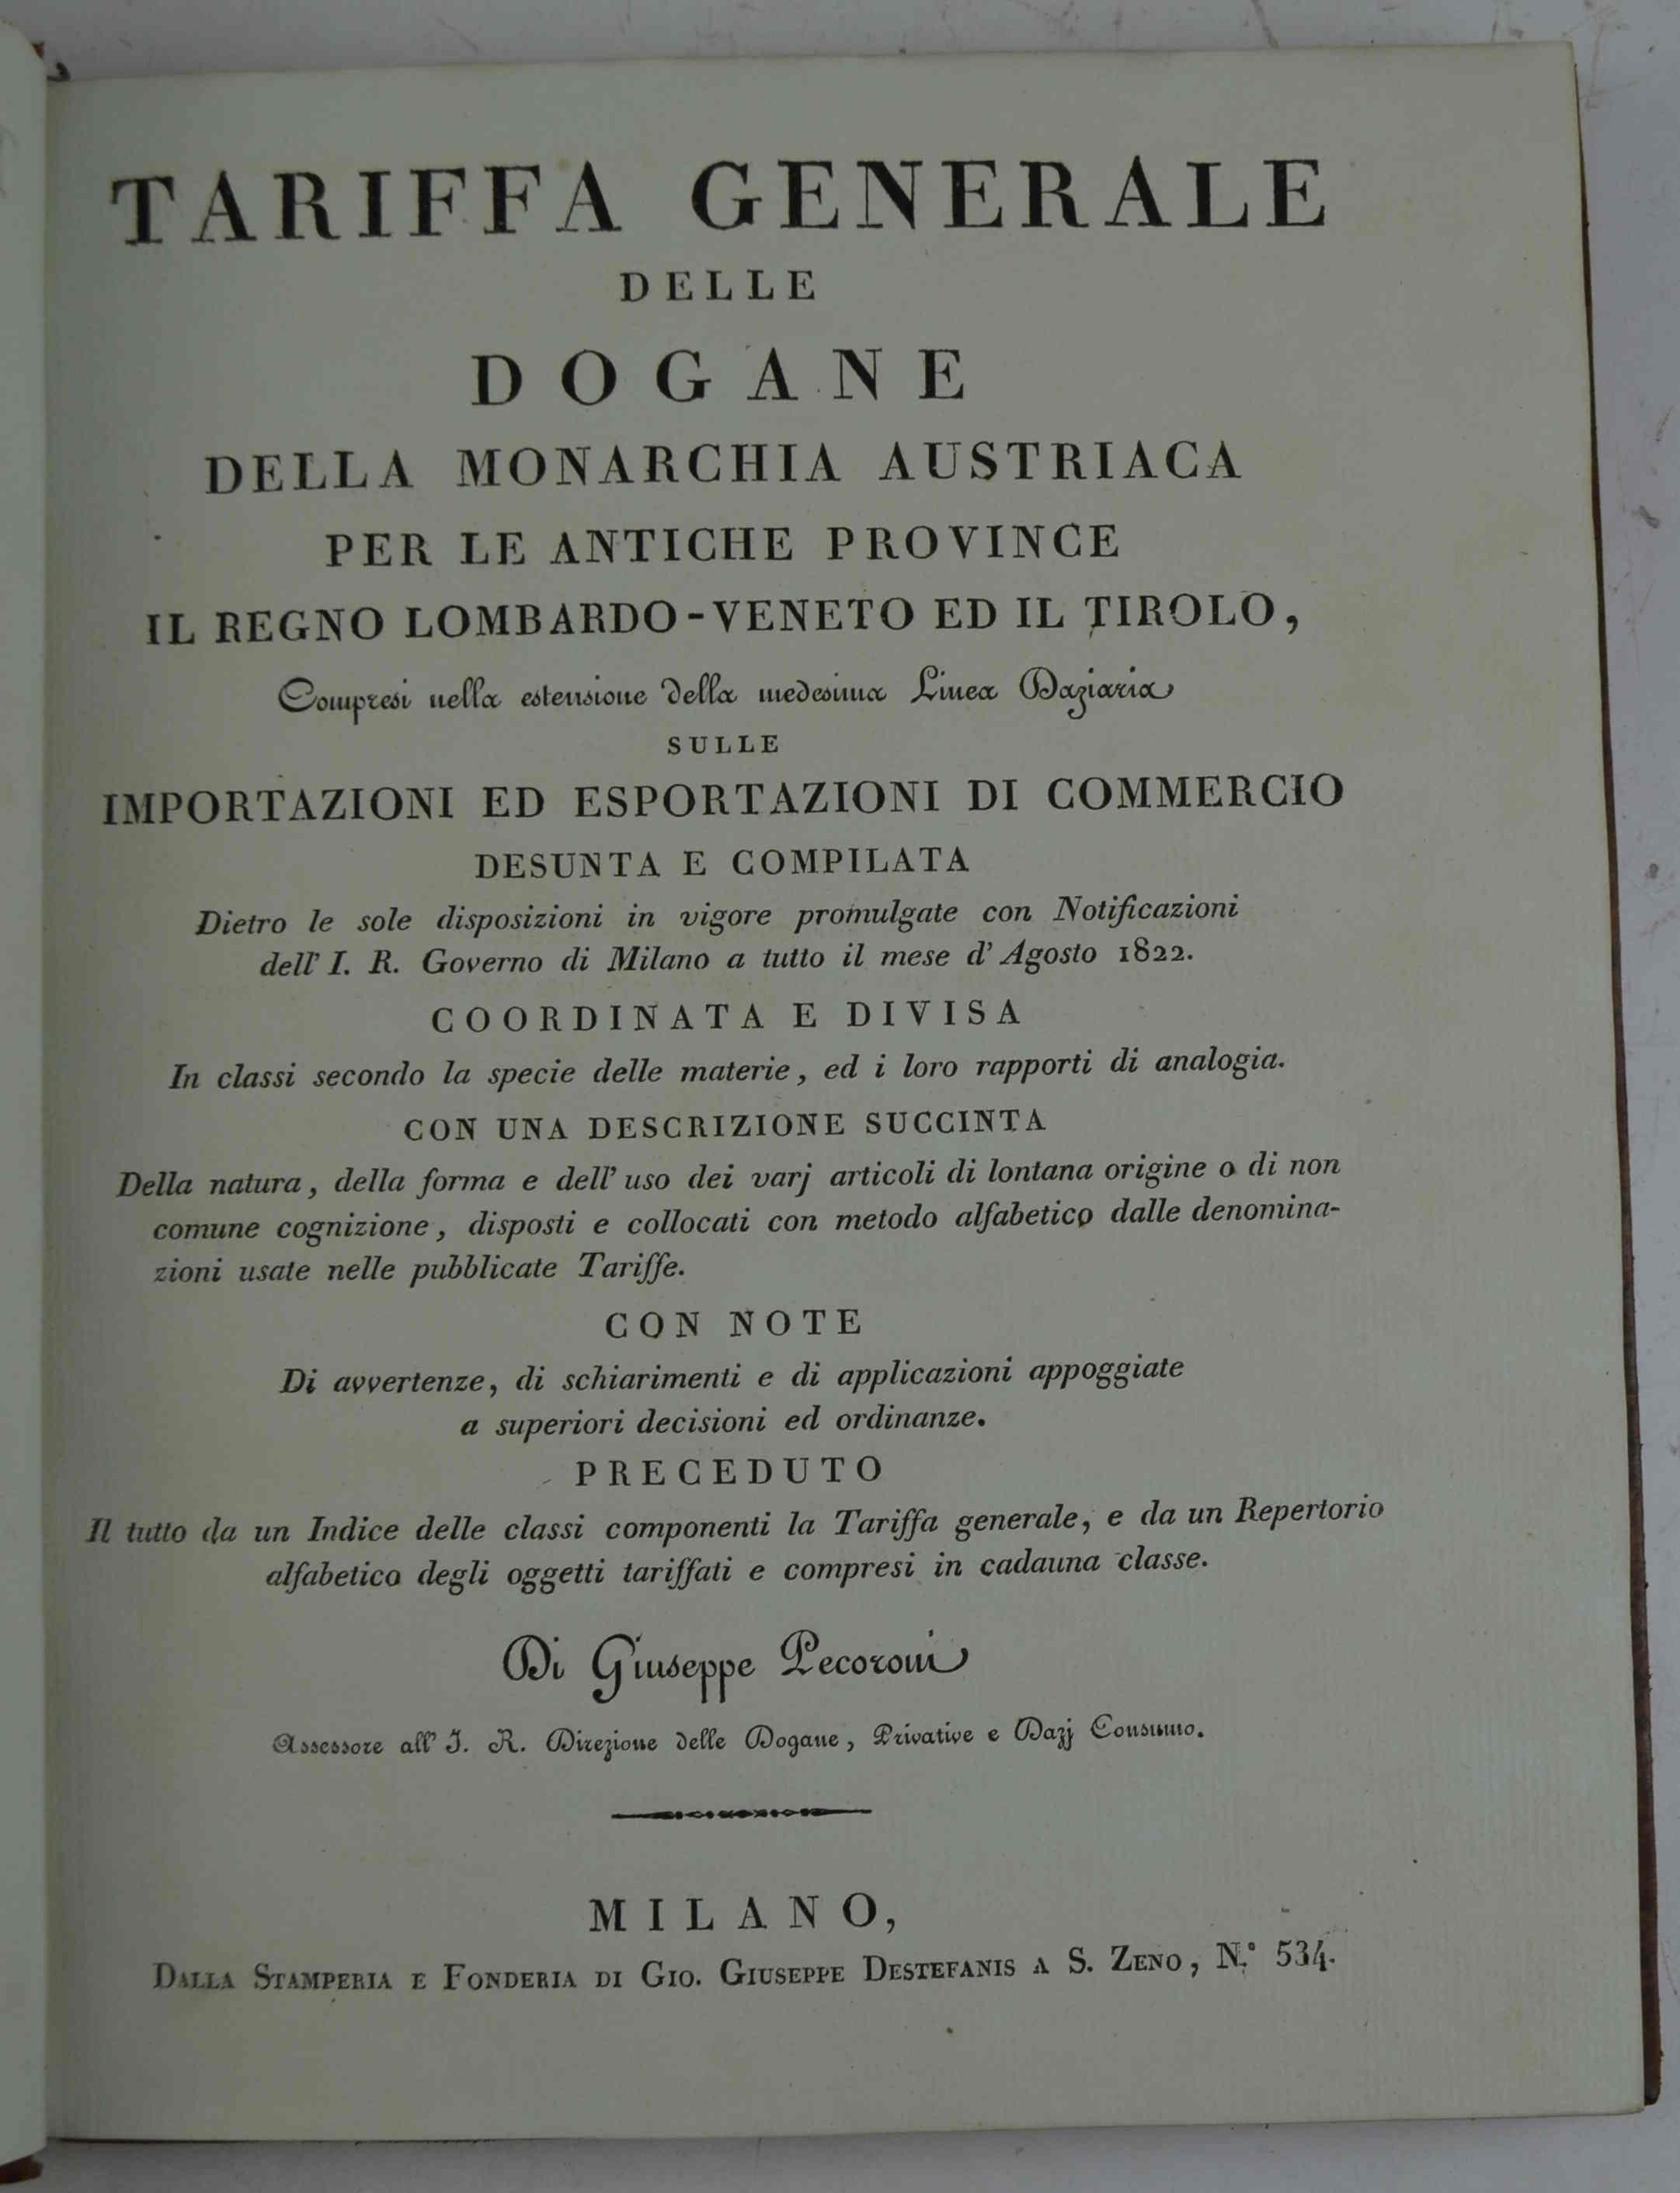 TARIFFA GENERALE
DELLE
DOGANE
DELLA MONARCHIA AUSTRIACA
PER LE ANTICHE PROVINCE
IL REGNO LOMBARDO-VENETO ED IL TIROLO,
Compresi nella estensione della medesima Linea Daziaria
SULLE
IMPORTAZIONI ED ESPORTAZIONI DI COMMERCIO
DESUNTA E COMPILATA
Dietro le sole disposizioni in vigore promulgate con Notificazioni
dell' I. R. Governo di Milano a tutto il mese d' Agosto 1822.
COORDINATA E DIVISA
In classi secondo la specie delle materie, ed i loro rapporti di analogia.
CON UNA DESCRIZIONE SUCCINTA
Della natura, della forma e dell' uso dei varj articoli di lontana origine o di non
comune cognizione, disposti e collocati con metodo alfabetico dalle denomina-
zioni usate nelle pubblicate Tariffe.
CON NOTE
Di avvertenze, di schiarimenti e di applicazioni appoggiate
a superiori decisioni ed ordinanze.
PRECEDUTO
Il tutto da un Indice delle classi componenti la Tariffa generale, e da un Repertorio
alfabetico degli oggetti tariffati e compresi in cadauna classe.
Di Giuseppe Pecoroni
Assessore all' I. R. Direzione delle Dogane, Privative e Dazj Consumo.
MILANO,
DALLA STAMPERIA E FONDERIA DI GIO. GIUSEPPE DESTEFANIS A S. ZENO, N.° 534.